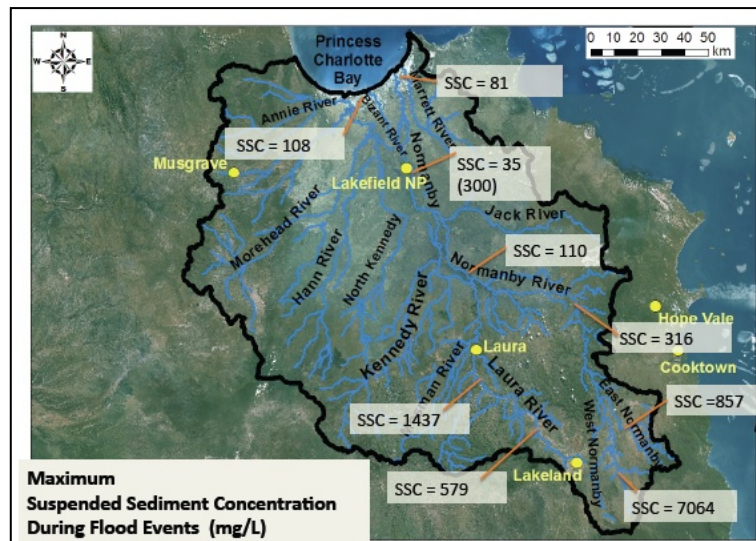 N
W E
S
Princess
Charlotte
Bay
0 5 10 20 30 40 50
km
SSC = 81
Annie River
Bizant River
Garrett River
SSC = 108
Musgrave
Normanby
Lakefield NP
SSC = 35
(300)
Jack River
Morehead River
Hann River
North Kennedy
SSC = 110
Normanby River
Kennedy River
Hope Vale
SSC = 316
Laura
Cooktown
River
Laura River
East Normanby
West Normanby
SSC =857
SSC = 1437
Lakeland
SSC = 579
SSC = 7064
Maximum
Suspended Sediment Concentration
During Flood Events (mg/L)